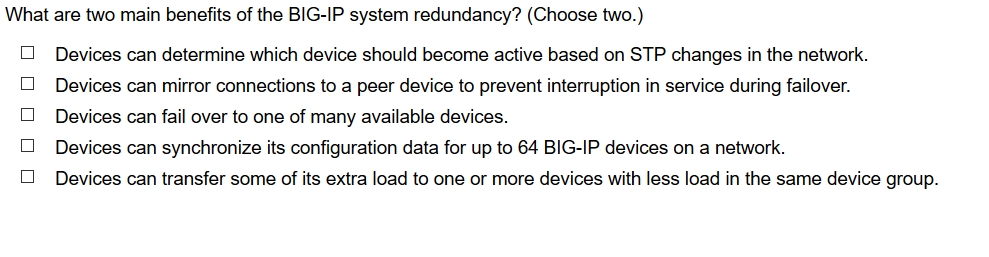 What are two main benefits of the BIG-IP system redundancy? (Choose two.)
Devices can determine which device should become active based on STP changes in the network.
Devices can mirror connections to a peer device to prevent interruption in service during failover.
Devices can fail over to one of many available devices.
Devices can synchronize its configuration data for up to 64 BIG-IP devices on a network.
Devices can transfer some of its extra load to one or more devices with less load in the same device group.